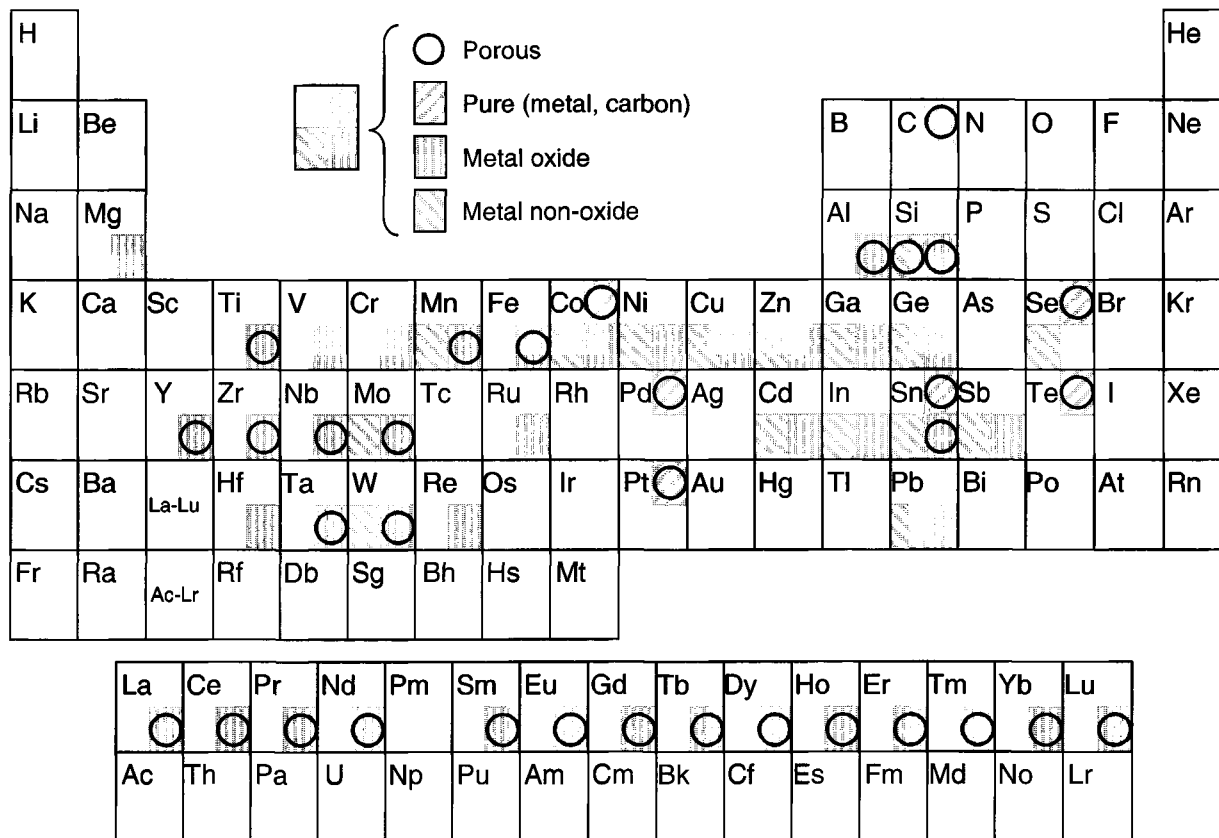 H He
Porous
Pure (metal, carbon)
Li Be B C N O F Ne
Metal oxide
Metal non-oxide
Na Mg Al Si P S Cl Ar
K Ca Sc Ti V Cr Mn Fe Co Ni Cu Zn Ga Ge As Se Br Kr
Rb Sr Y Zr Nb Mo Tc Ru Rh Pd Ag Cd In Sn Sb Te I Xe
Cs Ba La-Lu Hf Ta W Re Os Ir Pt Au Hg Tl Pb Bi Po At Rn
Fr Ra Ac-Lr Rf Db Sg Bh Hs Mt
La Ce Pr Nd Pm Sm Eu Gd Tb Dy Ho Er Tm Yb Lu
Ac Th Pa U Np Pu Am Cm Bk Cf Es Fm Md No Lr